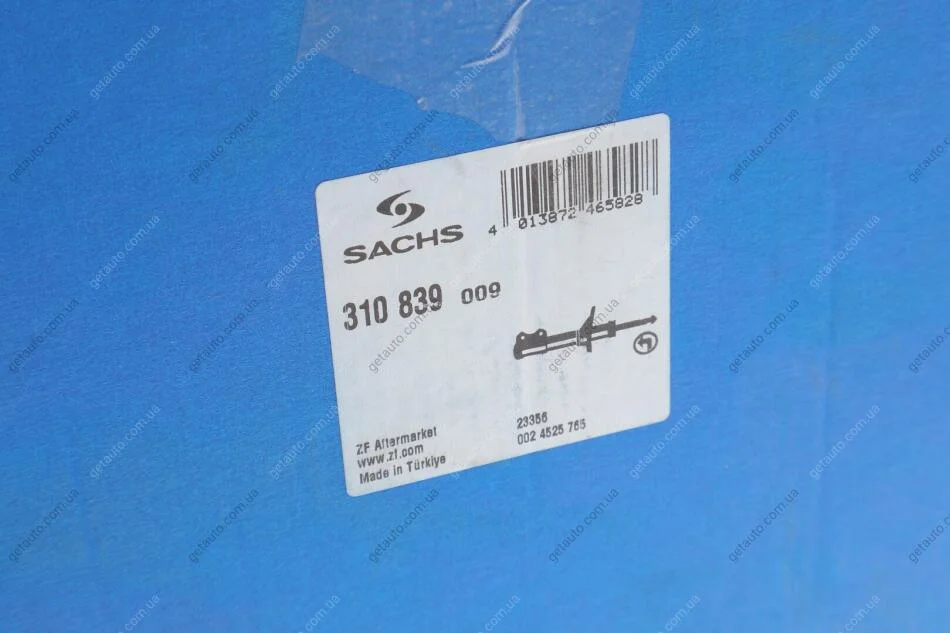 SACHS
4 013872 465828
310 839 009
ZF Aftermarket
www.zf.com
Made in Türkiye
23356
002 4525 765
getauto.com.ua